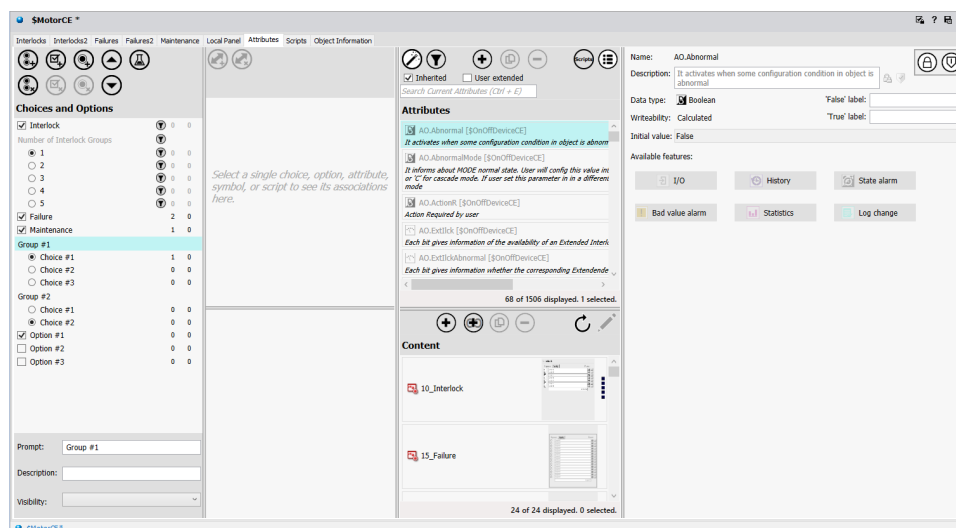 $MotorCE *
Interlocks Interlocks2 Failures Failures2 Maintenance Local Panel Attributes Scripts Object Information
Choices and Options
Interlock 0 0
Number of Interlock Groups
1 0 0
2 0 0
3 0 0
4 0 0
5 0 0
Failure 2 0
Maintenance 1 0
Group #1
Choice #1 1 0
Choice #2 0 0
Choice #3 0 0
Group #2
Choice #1 0 0
Choice #2 0 0
Option #1 0 0
Option #2 0 0
Option #3 0 0
Prompt: Group #1
Description:
Visibility:
Select a single choice, option, attribute,
symbol, or script to see its associations
here.
Scripts
Inherited User extended
Search Current Attributes (Ctrl + E)
Attributes
AO.Abnormal [$OnOffDeviceCE]
It activates when some configuration condition in object is abnorm
AO.AbnormalMode [$OnOffDeviceCE]
It informs about MODE normal state. User will config this value inc
or 'C' for cascade mode. If user set this parameter in in a different
mode
AO.ActionR [$OnOffDeviceCE]
Action Required by user
AO.ExtIlck [$OnOffDeviceCE]
Each bit gives information of the availability of an Extended Interlo
AO.ExtIlckAbnormal [$OnOffDeviceCE]
Each bit gives information whether the corresponding Extendende
68 of 1506 displayed. 1 selected.
Content
10_Interlock
15_Failure
24 of 24 displayed. 0 selected.
Name: AO.Abnormal
Description: It activates when some configuration condition in object is
abnormal
Data type: Boolean 'False' label:
Writeability: Calculated 'True' label:
Initial value: False
Available features:
I/O History State alarm
Bad value alarm Statistics Log change
$MotorCE*